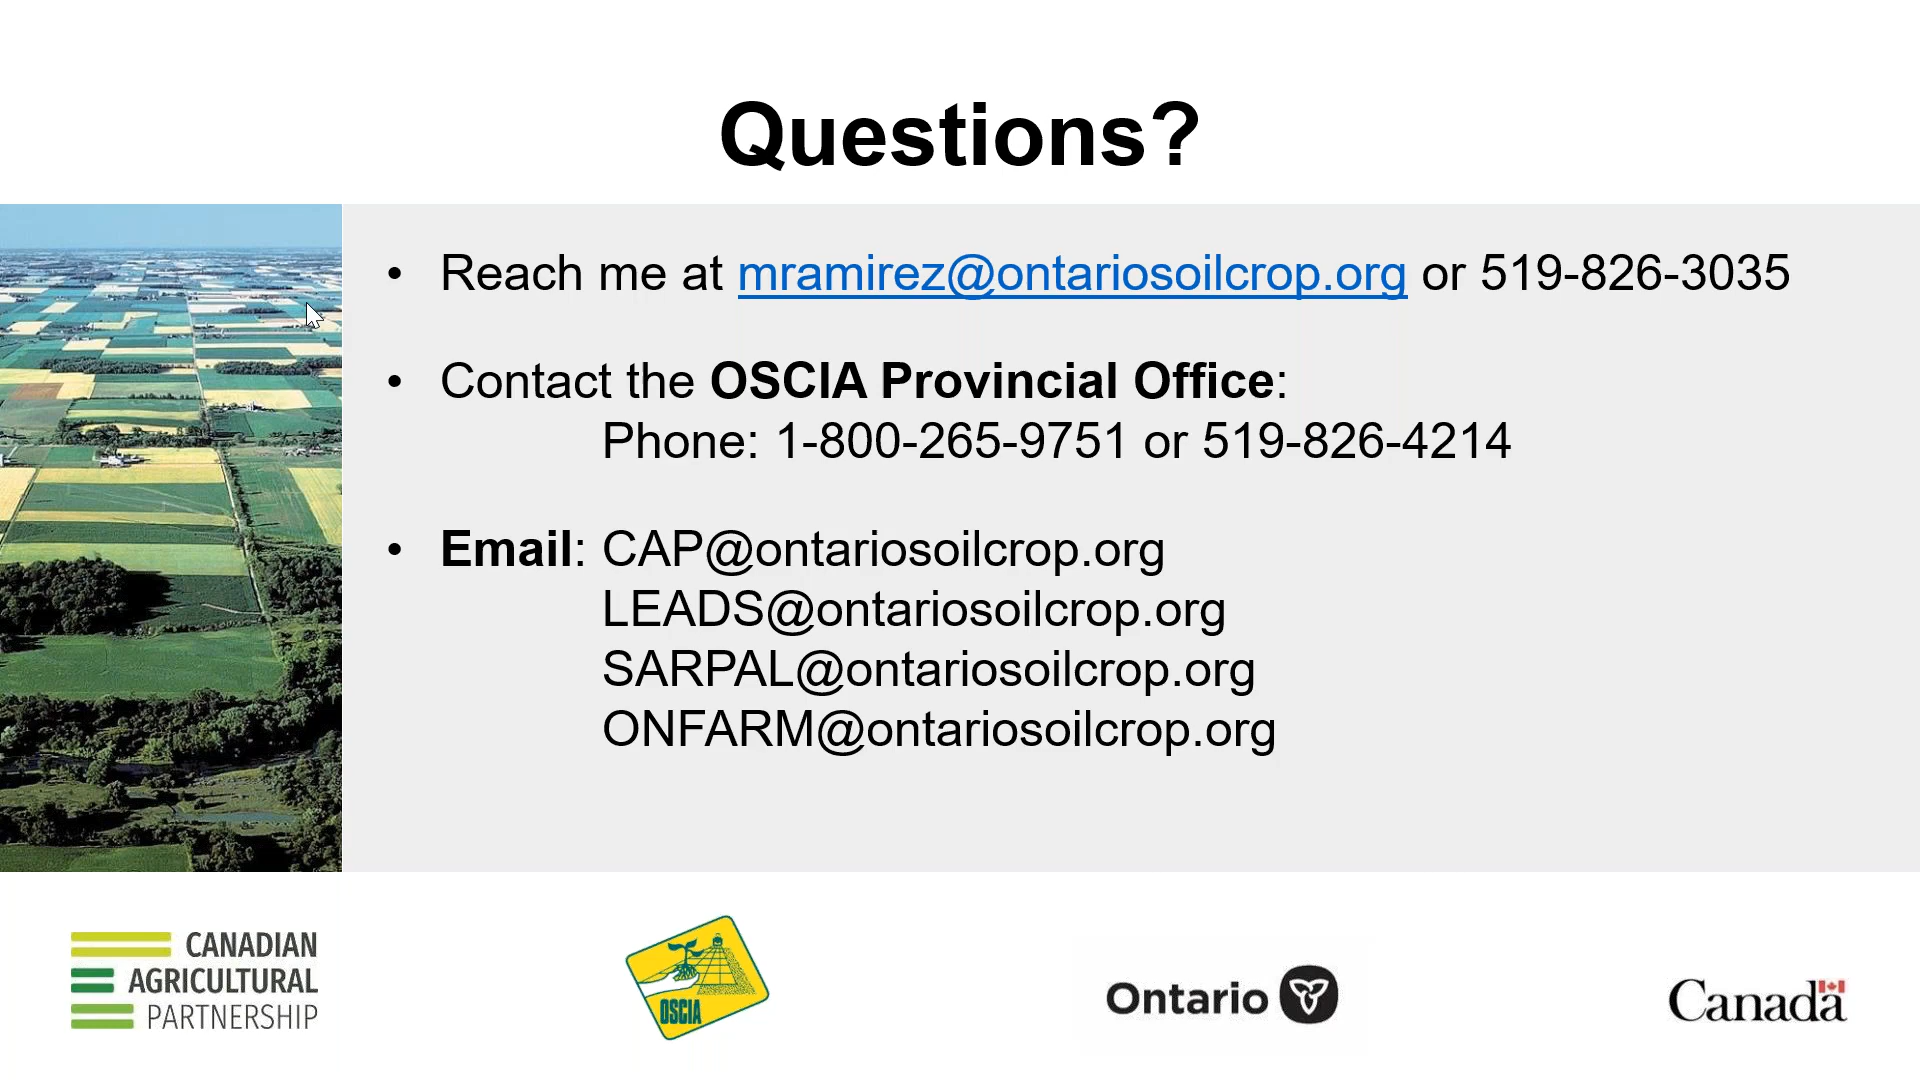 Questions?
• Reach me at mramirez@ontariosoilcrop.org or 519-826-3035
• Contact the OSCIA Provincial Office:
Phone: 1-800-265-9751 or 519-826-4214
• Email: CAP@ontariosoilcrop.org
LEADS@ontariosoilcrop.org
SARPAL@ontariosoilcrop.org
ONFARM@ontariosoilcrop.org
CANADIAN
AGRICULTURAL
PARTNERSHIP
OSCIA
Ontario
Canada